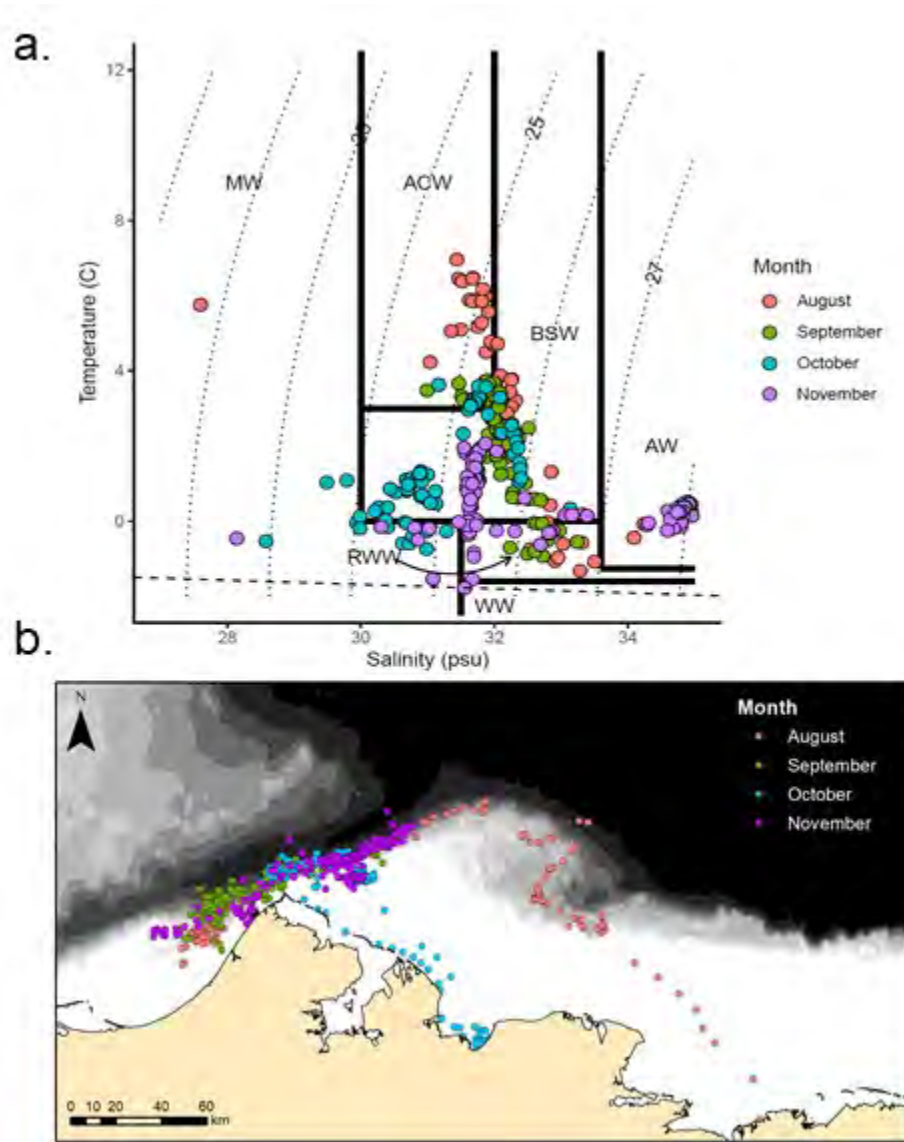 a.
12
8
4
0
Temperature (C)
MW
ACW
25
BSW
27
AW
RWW
WW
28
30
32
34
Salinity (psu)
Month
August
September
October
November
b.
N
Month
August
September
October
November
0 10 20 40 60
km